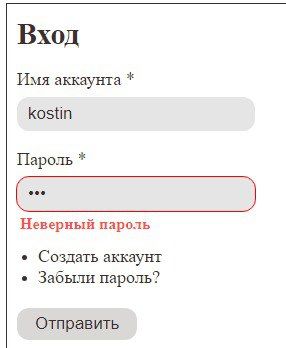 Вход
Имя аккаунта *
kostin
Пароль *
•••
Неверный пароль
• Создать аккаунт
• Забыли пароль?
Отправить